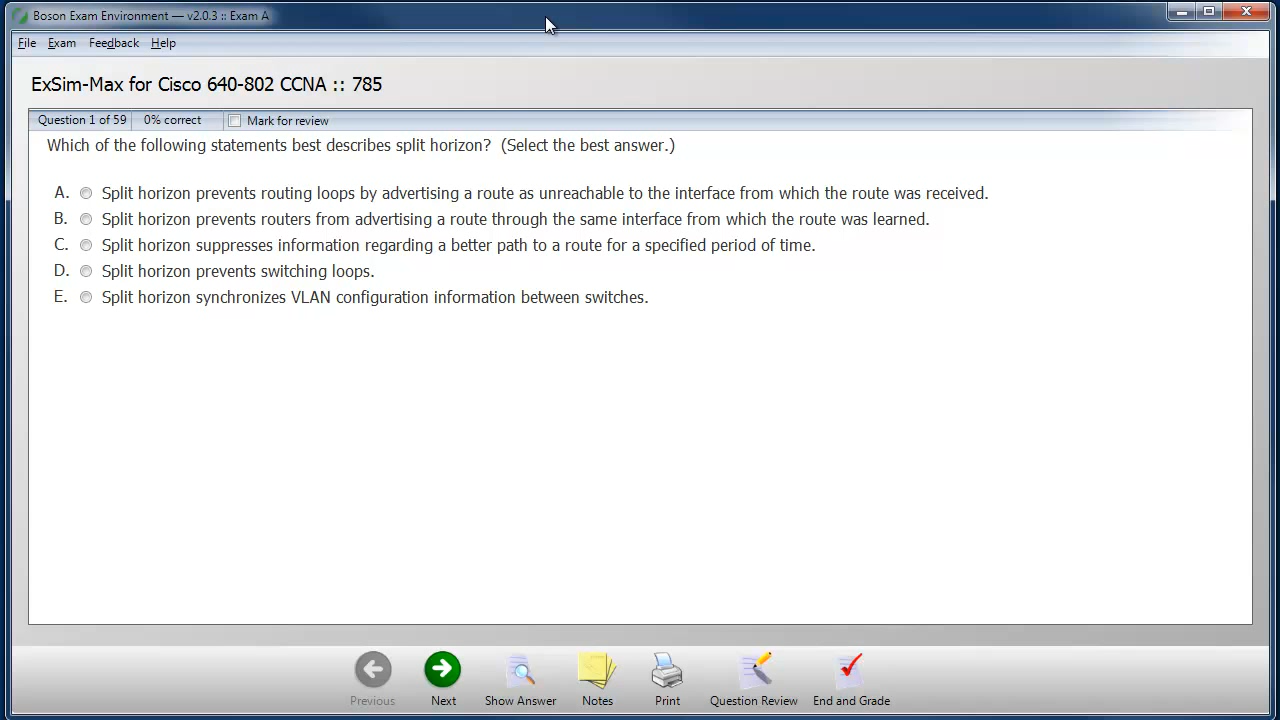 Boson Exam Environment — v2.0.3 :: Exam A
File Exam Feedback Help
ExSim-Max for Cisco 640-802 CCNA :: 785
Question 1 of 59 0% correct Mark for review
Which of the following statements best describes split horizon? (Select the best answer.)
A. Split horizon prevents routing loops by advertising a route as unreachable to the interface from which the route was received.
B. Split horizon prevents routers from advertising a route through the same interface from which the route was learned.
C. Split horizon suppresses information regarding a better path to a route for a specified period of time.
D. Split horizon prevents switching loops.
E. Split horizon synchronizes VLAN configuration information between switches.
Previous Next Show Answer Notes Print Question Review End and Grade